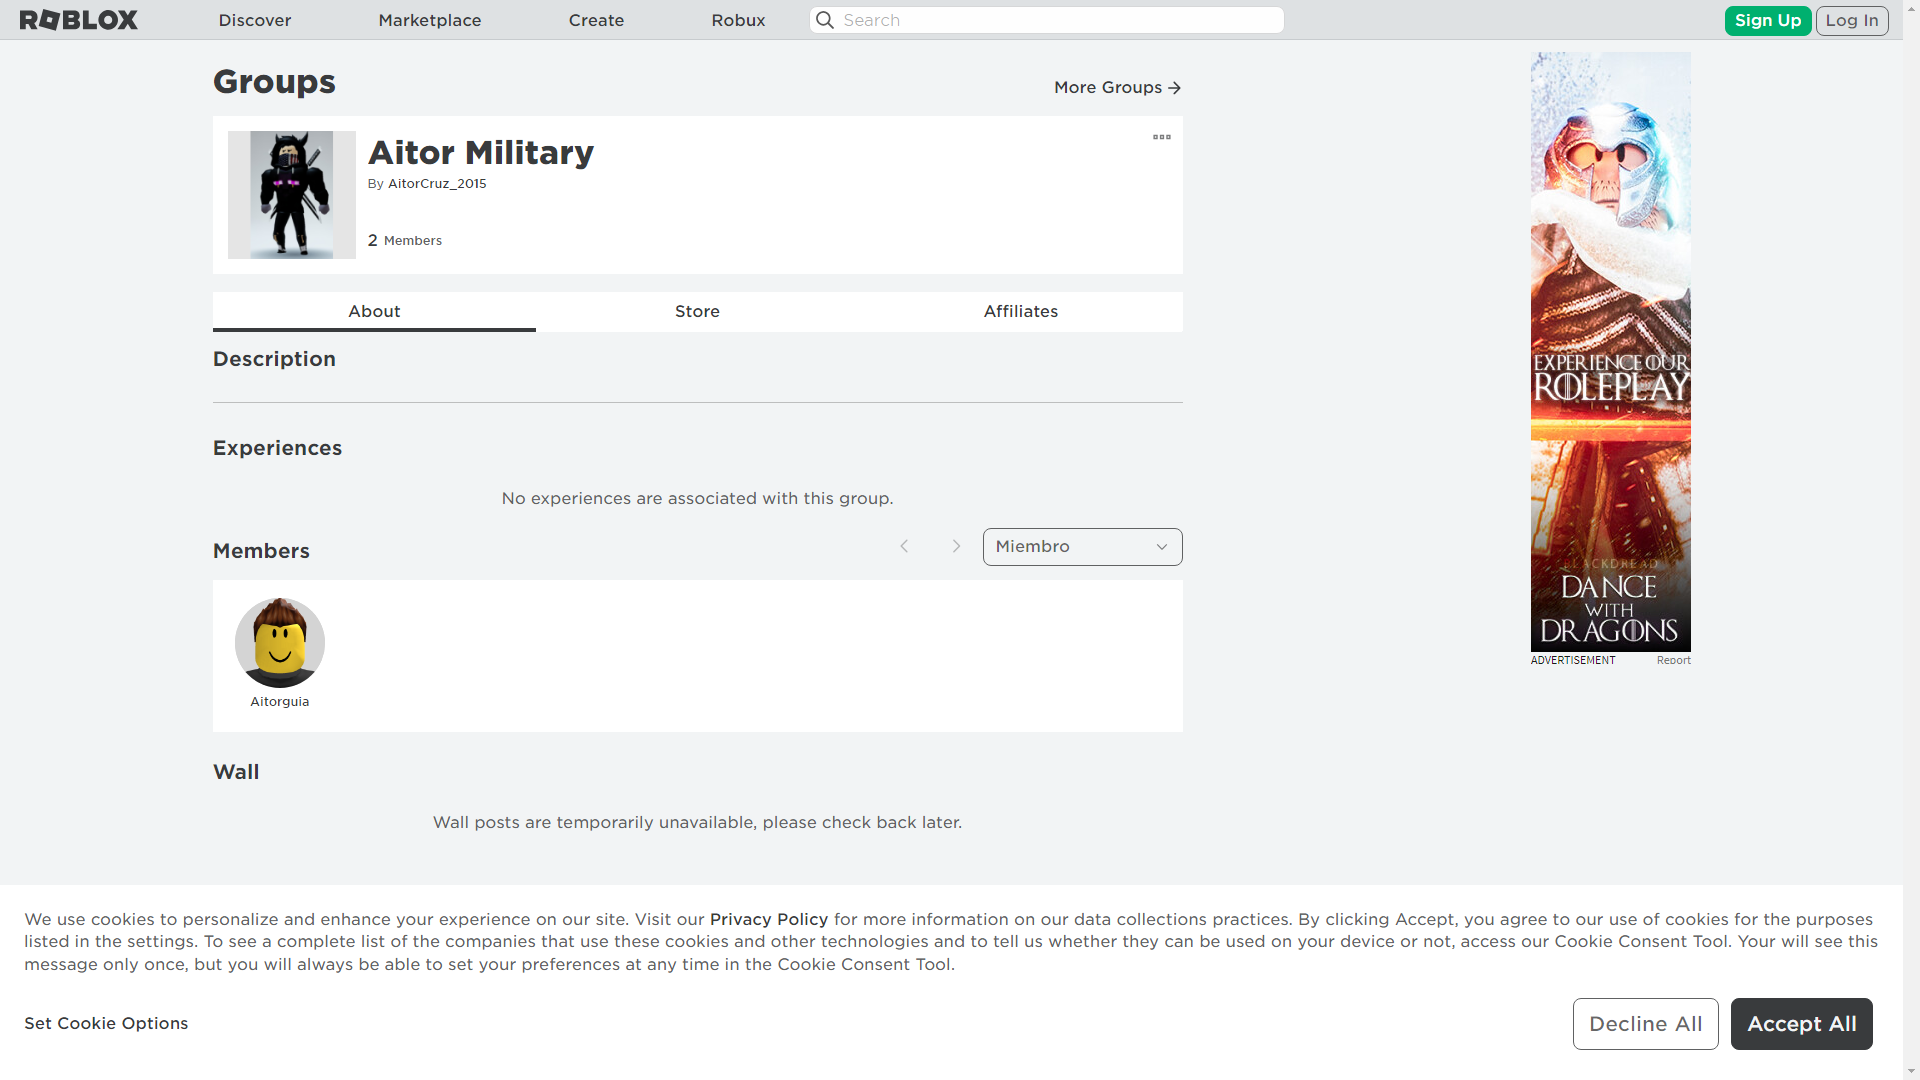 ROBLOX
Discover
Marketplace
Create
Robux
Search
Sign Up
Log In
Groups
More Groups
Aitor Military
By AitorCruz_2015
2 Members
About
Store
Affiliates
Description
Experiences
No experiences are associated with this group.
Members
Miembro
Aitorguia
Wall
Wall posts are temporarily unavailable, please check back later.
EXPERIENCE OUR
ROLEPLAY
BLACKDREAD
DANCE
WITH
DRAGONS
ADVERTISEMENT
Report
We use cookies to personalize and enhance your experience on our site. Visit our Privacy Policy for more information on our data collections practices. By clicking Accept, you agree to our use of cookies for the purposes
listed in the settings. To see a complete list of the companies that use these cookies and other technologies and to tell us whether they can be used on your device or not, access our Cookie Consent Tool. Your will see this
message only once, but you will always be able to set your preferences at any time in the Cookie Consent Tool.
Set Cookie Options
Decline All
Accept All